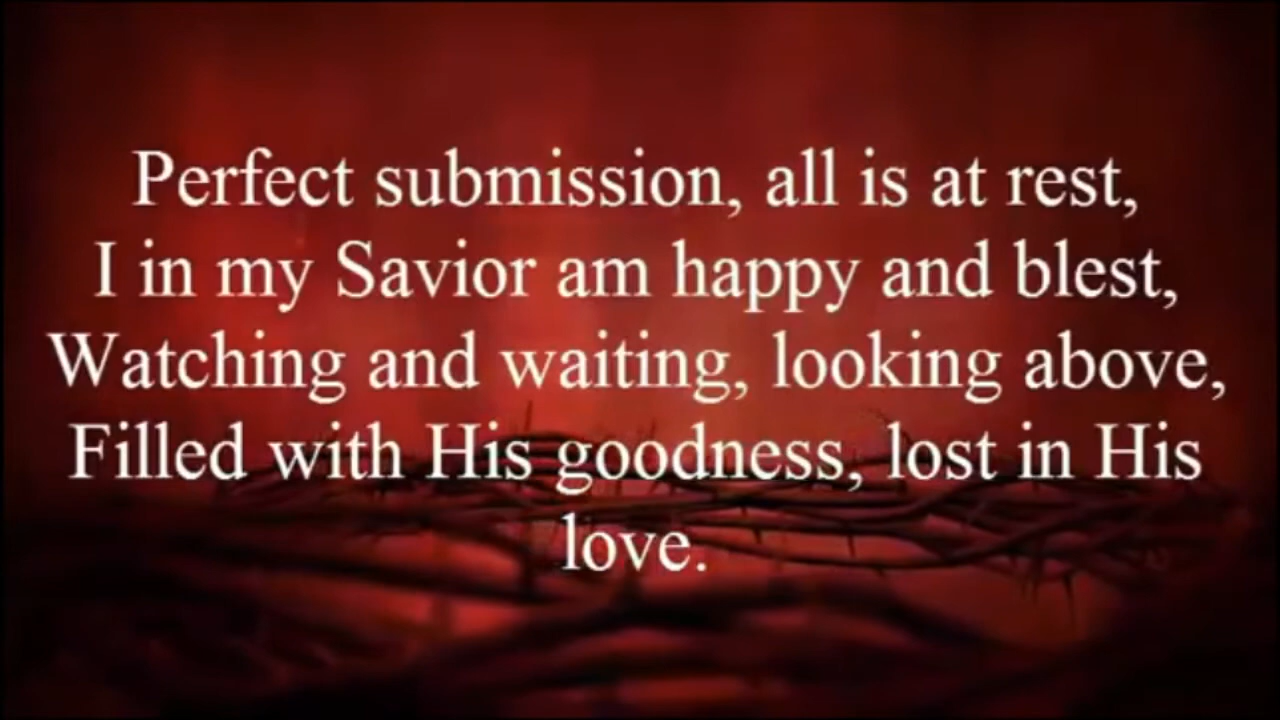 Perfect submission, all is at rest,
I in my Savior am happy and blest,
Watching and waiting, looking above,
Filled with His goodness, lost in His
love.